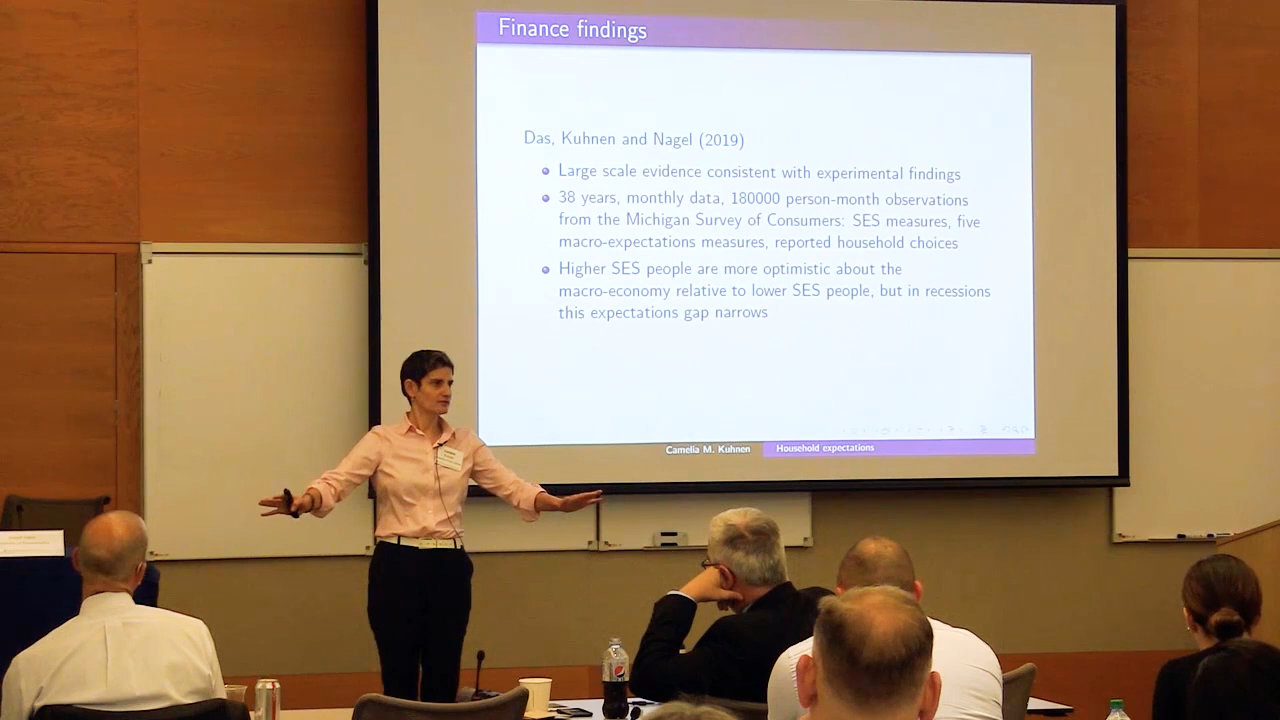 Finance findings
Das, Kuhnen and Nagel (2019)
Large scale evidence consistent with experimental findings
38 years, monthly data, 180000 person-month observations
from the Michigan Survey of Consumers: SES measures, five
macro-expectations measures, reported household choices
Higher SES people are more optimistic about the
macro-economy relative to lower SES people, but in recessions
this expectations gap narrows
Camelia M. Kuhnen
Household expectations
pepsi